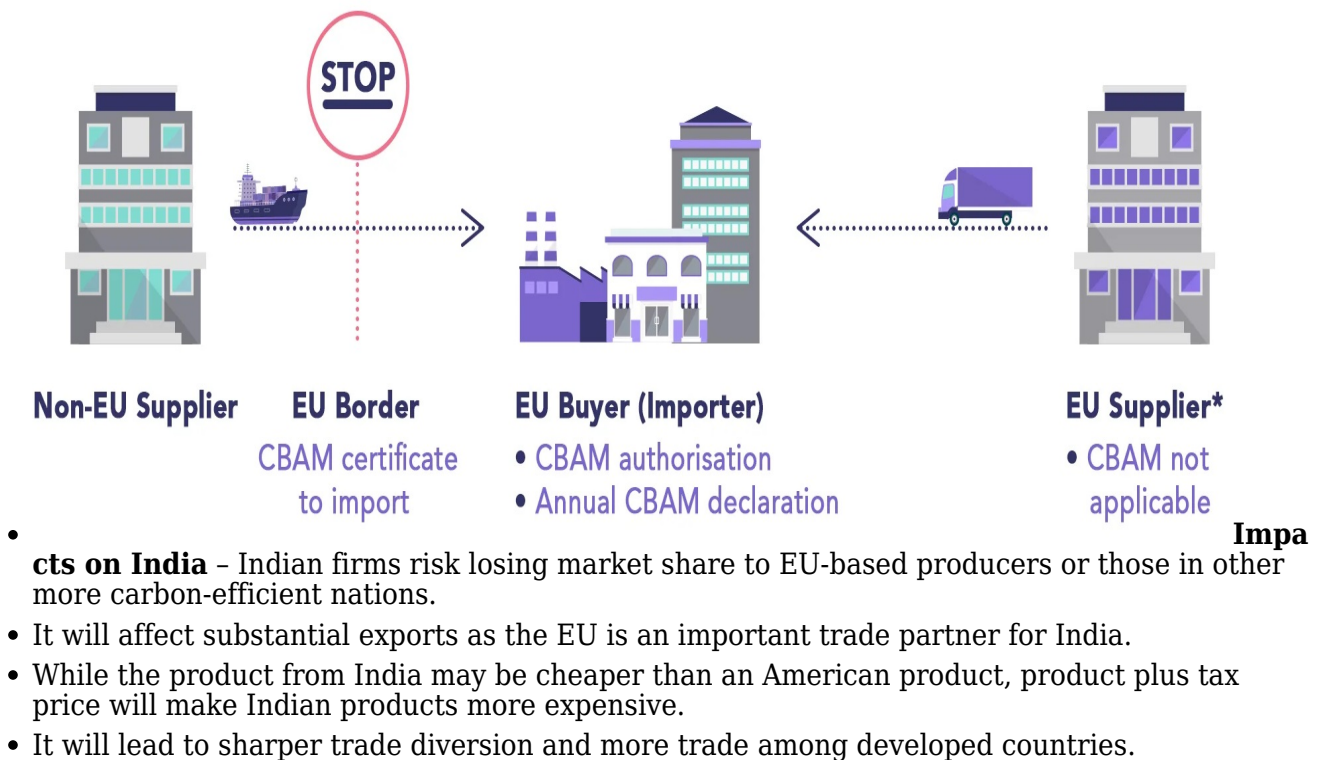 STOP
Non-EU Supplier
EU Border
CBAM certificate
to import
EU Buyer (Importer)
• CBAM authorisation
• Annual CBAM declaration
EU Supplier*
• CBAM not
applicable
• Impa
cts on India – Indian firms risk losing market share to EU-based producers or those in other
more carbon-efficient nations.
• It will affect substantial exports as the EU is an important trade partner for India.
• While the product from India may be cheaper than an American product, product plus tax
price will make Indian products more expensive.
• It will lead to sharper trade diversion and more trade among developed countries.